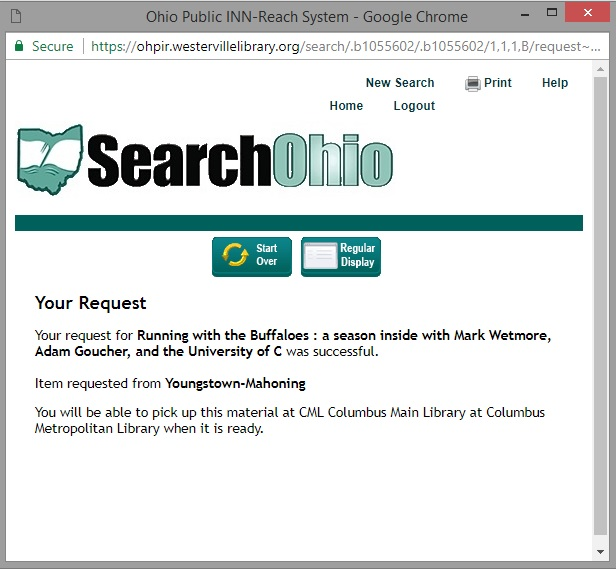 Ohio Public INN-Reach System - Google Chrome
Secure | https://ohpir.westervillelibrary.org/search/.b1055602/.b1055602/1,1,1,B/request~...
New Search Print Help
Home Logout
SearchOhio
Start Over
Regular Display
Your Request
Your request for Running with the Buffaloes : a season inside with Mark Wetmore,
Adam Goucher, and the University of C was successful.
Item requested from Youngstown-Mahoning
You will be able to pick up this material at CML Columbus Main Library at Columbus
Metropolitan Library when it is ready.